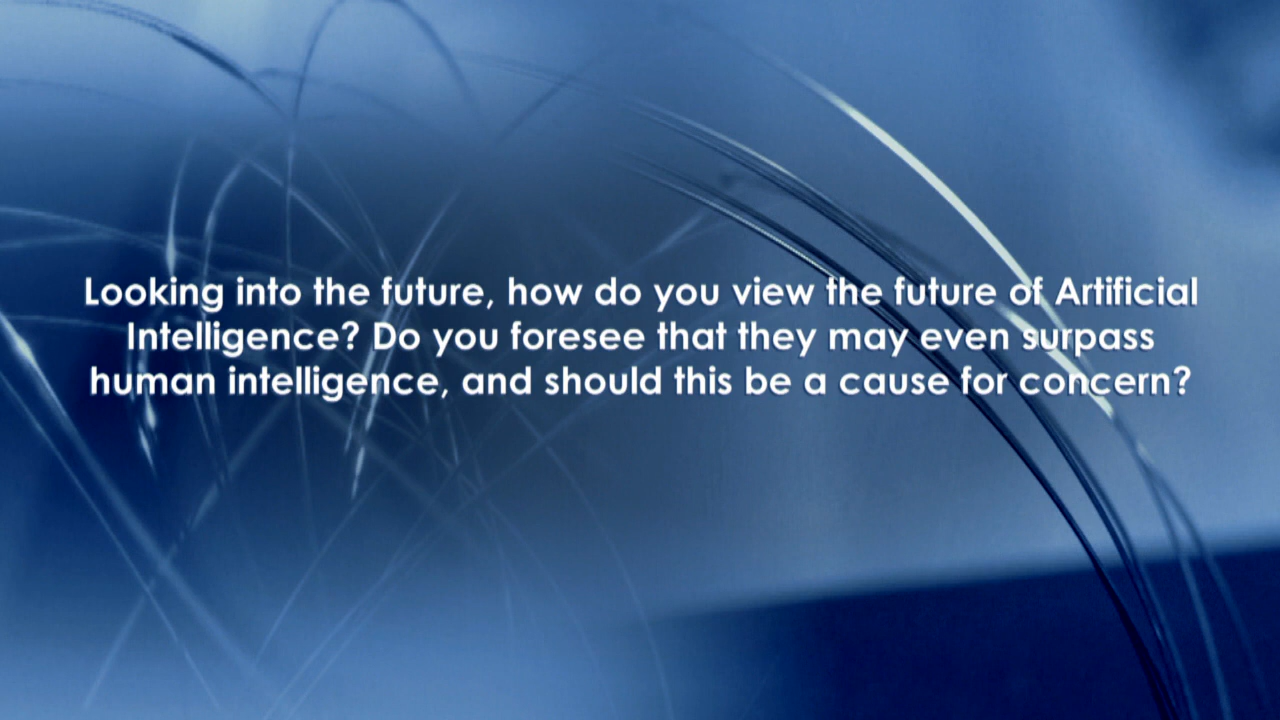 Looking into the future, how do you view the future of Artificial
Intelligence? Do you foresee that they may even surpass
human intelligence, and should this be a cause for concern?